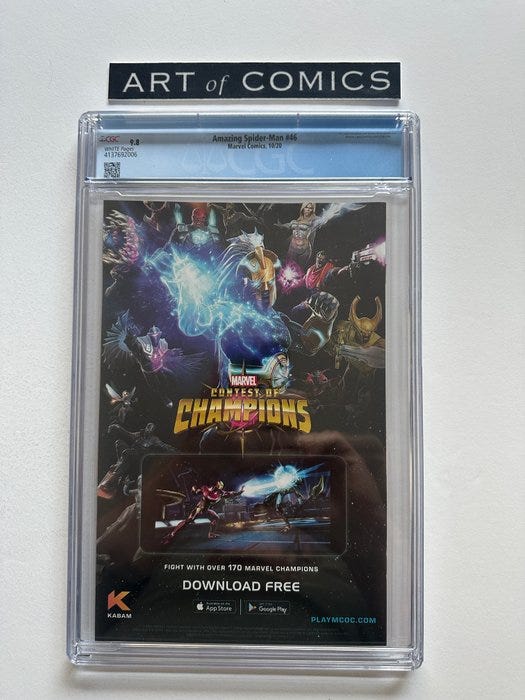 ART of COMICS
CGC 9.8
WHITE Pages
4137692006
Amazing Spider-Man #46
Marvel Comics, 10/20
CGC
MARVEL
CONTEST OF
CHAMPIONS
FIGHT WITH OVER 170 MARVEL CHAMPIONS
DOWNLOAD FREE
App Store
Google Play
KABAM
PLAYMCOC.COM